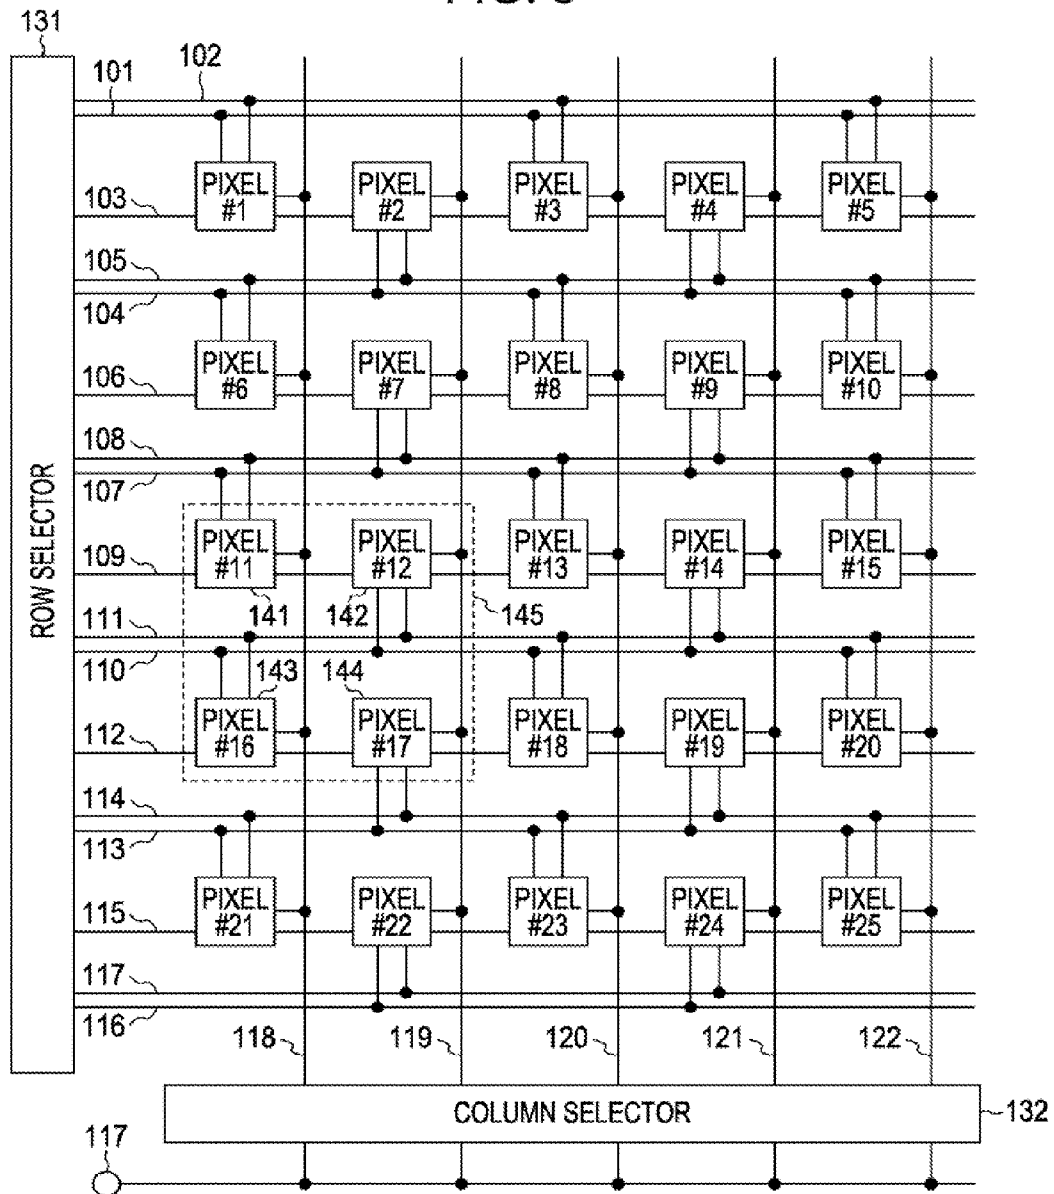 131
102
101
103
PIXEL #1
PIXEL #2
PIXEL #3
PIXEL #4
PIXEL #5
105
104
106
PIXEL #6
PIXEL #7
PIXEL #8
PIXEL #9
PIXEL #10
108
107
109
PIXEL #11
PIXEL #12
PIXEL #13
PIXEL #14
PIXEL #15
ROW SELECTOR
111
141
142
145
110
143
144
112
PIXEL #16
PIXEL #17
PIXEL #18
PIXEL #19
PIXEL #20
114
113
115
PIXEL #21
PIXEL #22
PIXEL #23
PIXEL #24
PIXEL #25
117
116
118
119
120
121
122
COLUMN SELECTOR
132
117